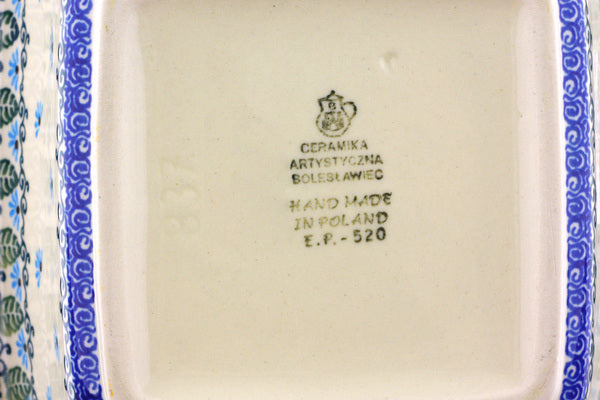 CERAMIKA
ARTYSTYCZNA
BOLESŁAWIEC
HAND MADE
IN POLAND
E.P.-520